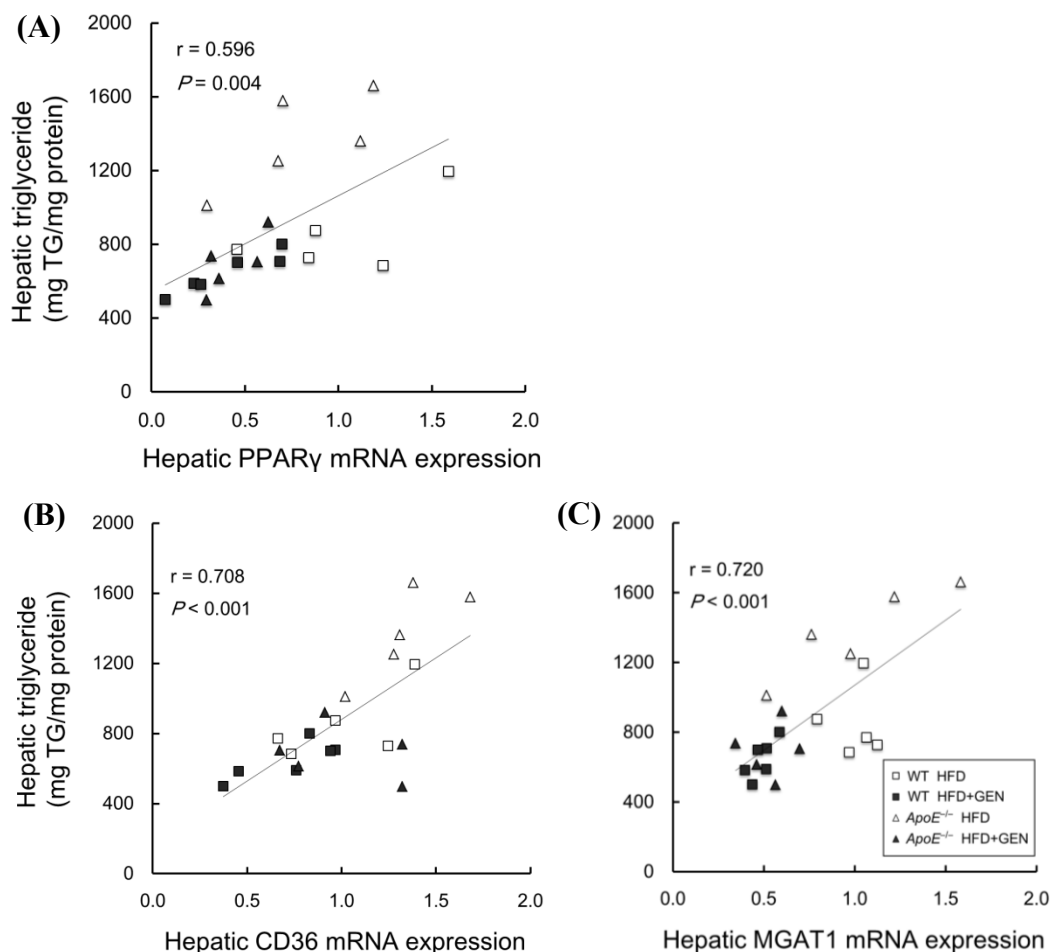 (A)
Hepatic triglyceride
(mg TG/mg protein)
2000
1600
1200
800
400
0
r = 0.596
P = 0.004
0.0 0.5 1.0 1.5 2.0
Hepatic PPARγ mRNA expression
(B)
Hepatic triglyceride
(mg TG/mg protein)
2000
1600
1200
800
400
0
r = 0.708
P < 0.001
0.0 0.5 1.0 1.5 2.0
Hepatic CD36 mRNA expression
(C)
2000
1600
1200
800
400
0
r = 0.720
P < 0.001
WT HFD
WT HFD+GEN
ApoE−/− HFD
ApoE−/− HFD+GEN
0.0 0.5 1.0 1.5 2.0
Hepatic MGAT1 mRNA expression